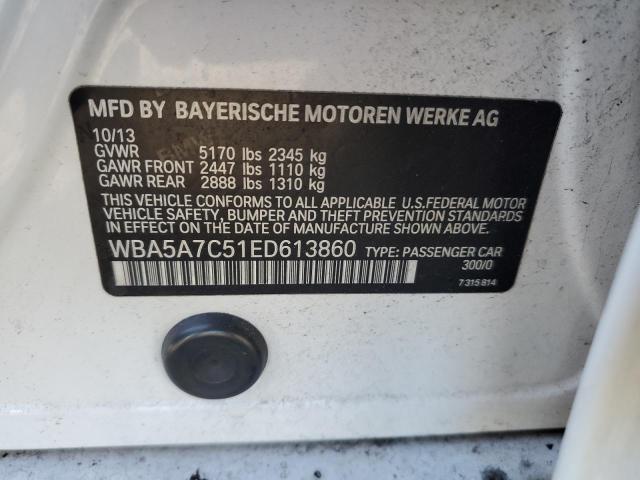 MFD BY BAYERISCHE MOTOREN WERKE AG
10/13
GVWR 5170 lbs 2345 kg
GAWR FRONT 2447 lbs 1110 kg
GAWR REAR 2888 lbs 1310 kg
THIS VEHICLE CONFORMS TO ALL APPLICABLE U.S.FEDERAL MOTOR
VEHICLE SAFETY, BUMPER AND THEFT PREVENTION STANDARDS
IN EFFECT ON THE DATE OF MANUFACTURE SHOWN ABOVE.
WBA5A7C51ED613860 TYPE: PASSENGER CAR
300/0
7315814